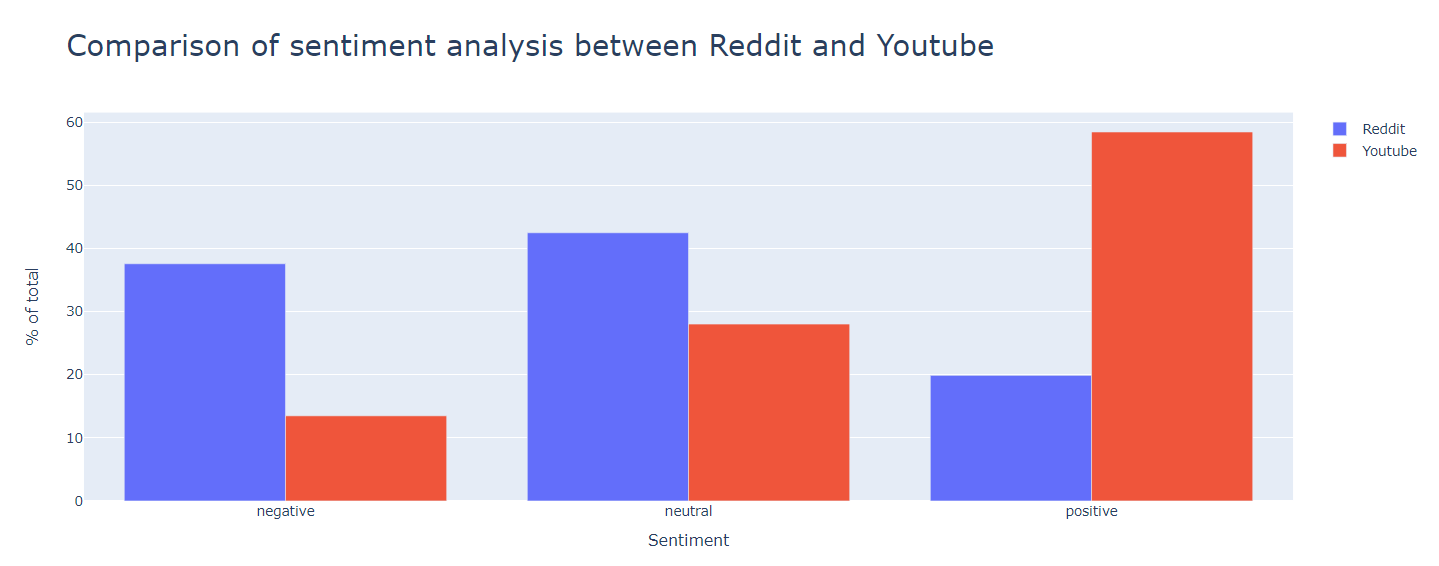 Comparison of sentiment analysis between Reddit and Youtube
Reddit
Youtube
% of total
60
50
40
30
20
10
0
negative neutral positive
Sentiment